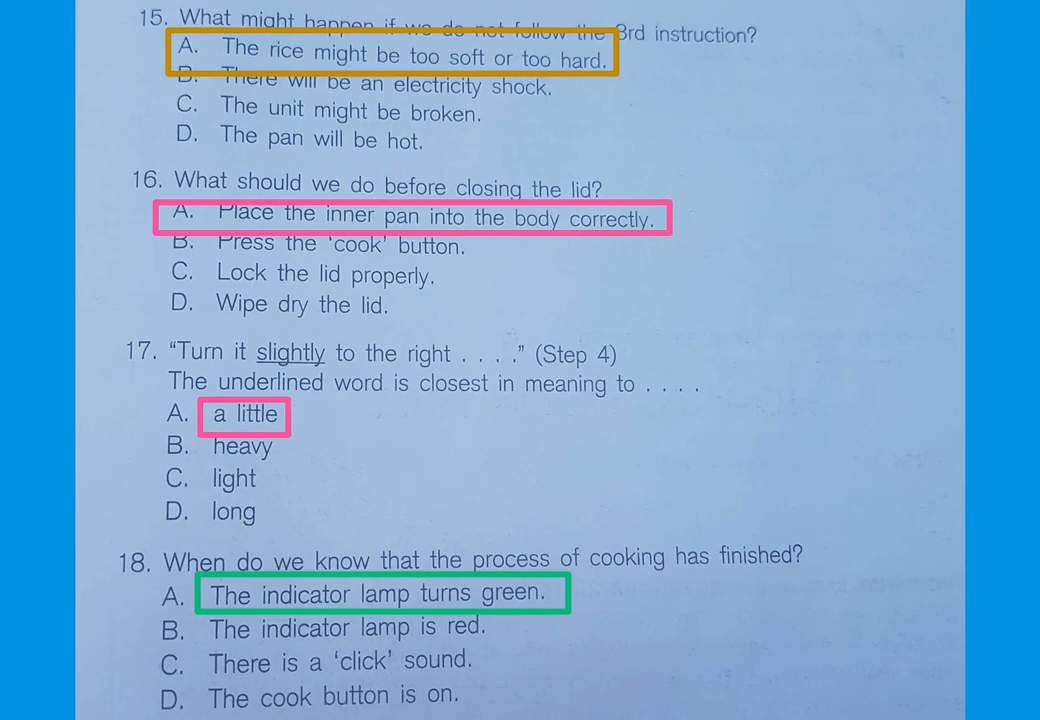 15. What might happen if we do not follow the 3rd instruction?
A. The rice might be too soft or too hard.
B. There will be an electricity shock.
C. The unit might be broken.
D. The pan will be hot.
16. What should we do before closing the lid?
A. Place the inner pan into the body correctly.
B. Press the ‘cook’ button.
C. Lock the lid properly.
D. Wipe dry the lid.
17. “Turn it slightly to the right . . . .” (Step 4)
The underlined word is closest in meaning to . . . .
A. a little
B. heavy
C. light
D. long
18. When do we know that the process of cooking has finished?
A. The indicator lamp turns green.
B. The indicator lamp is red.
C. There is a ‘click’ sound.
D. The cook button is on.